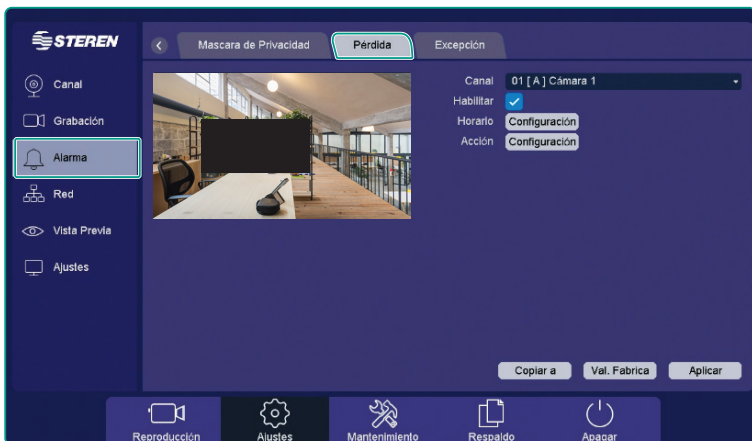 STEREN
Mascara de Privacidad
Pérdida
Excepción
Canal
Grabación
Alarma
Red
Vista Previa
Ajustes
Canal 01 [ A ] Cámara 1
Habilitar
Horario Configuración
Acción Configuración
Copiar a
Val. Fabrica
Aplicar
Reproducción
Ajustes
Mantenimiento
Respaldo
Apagar